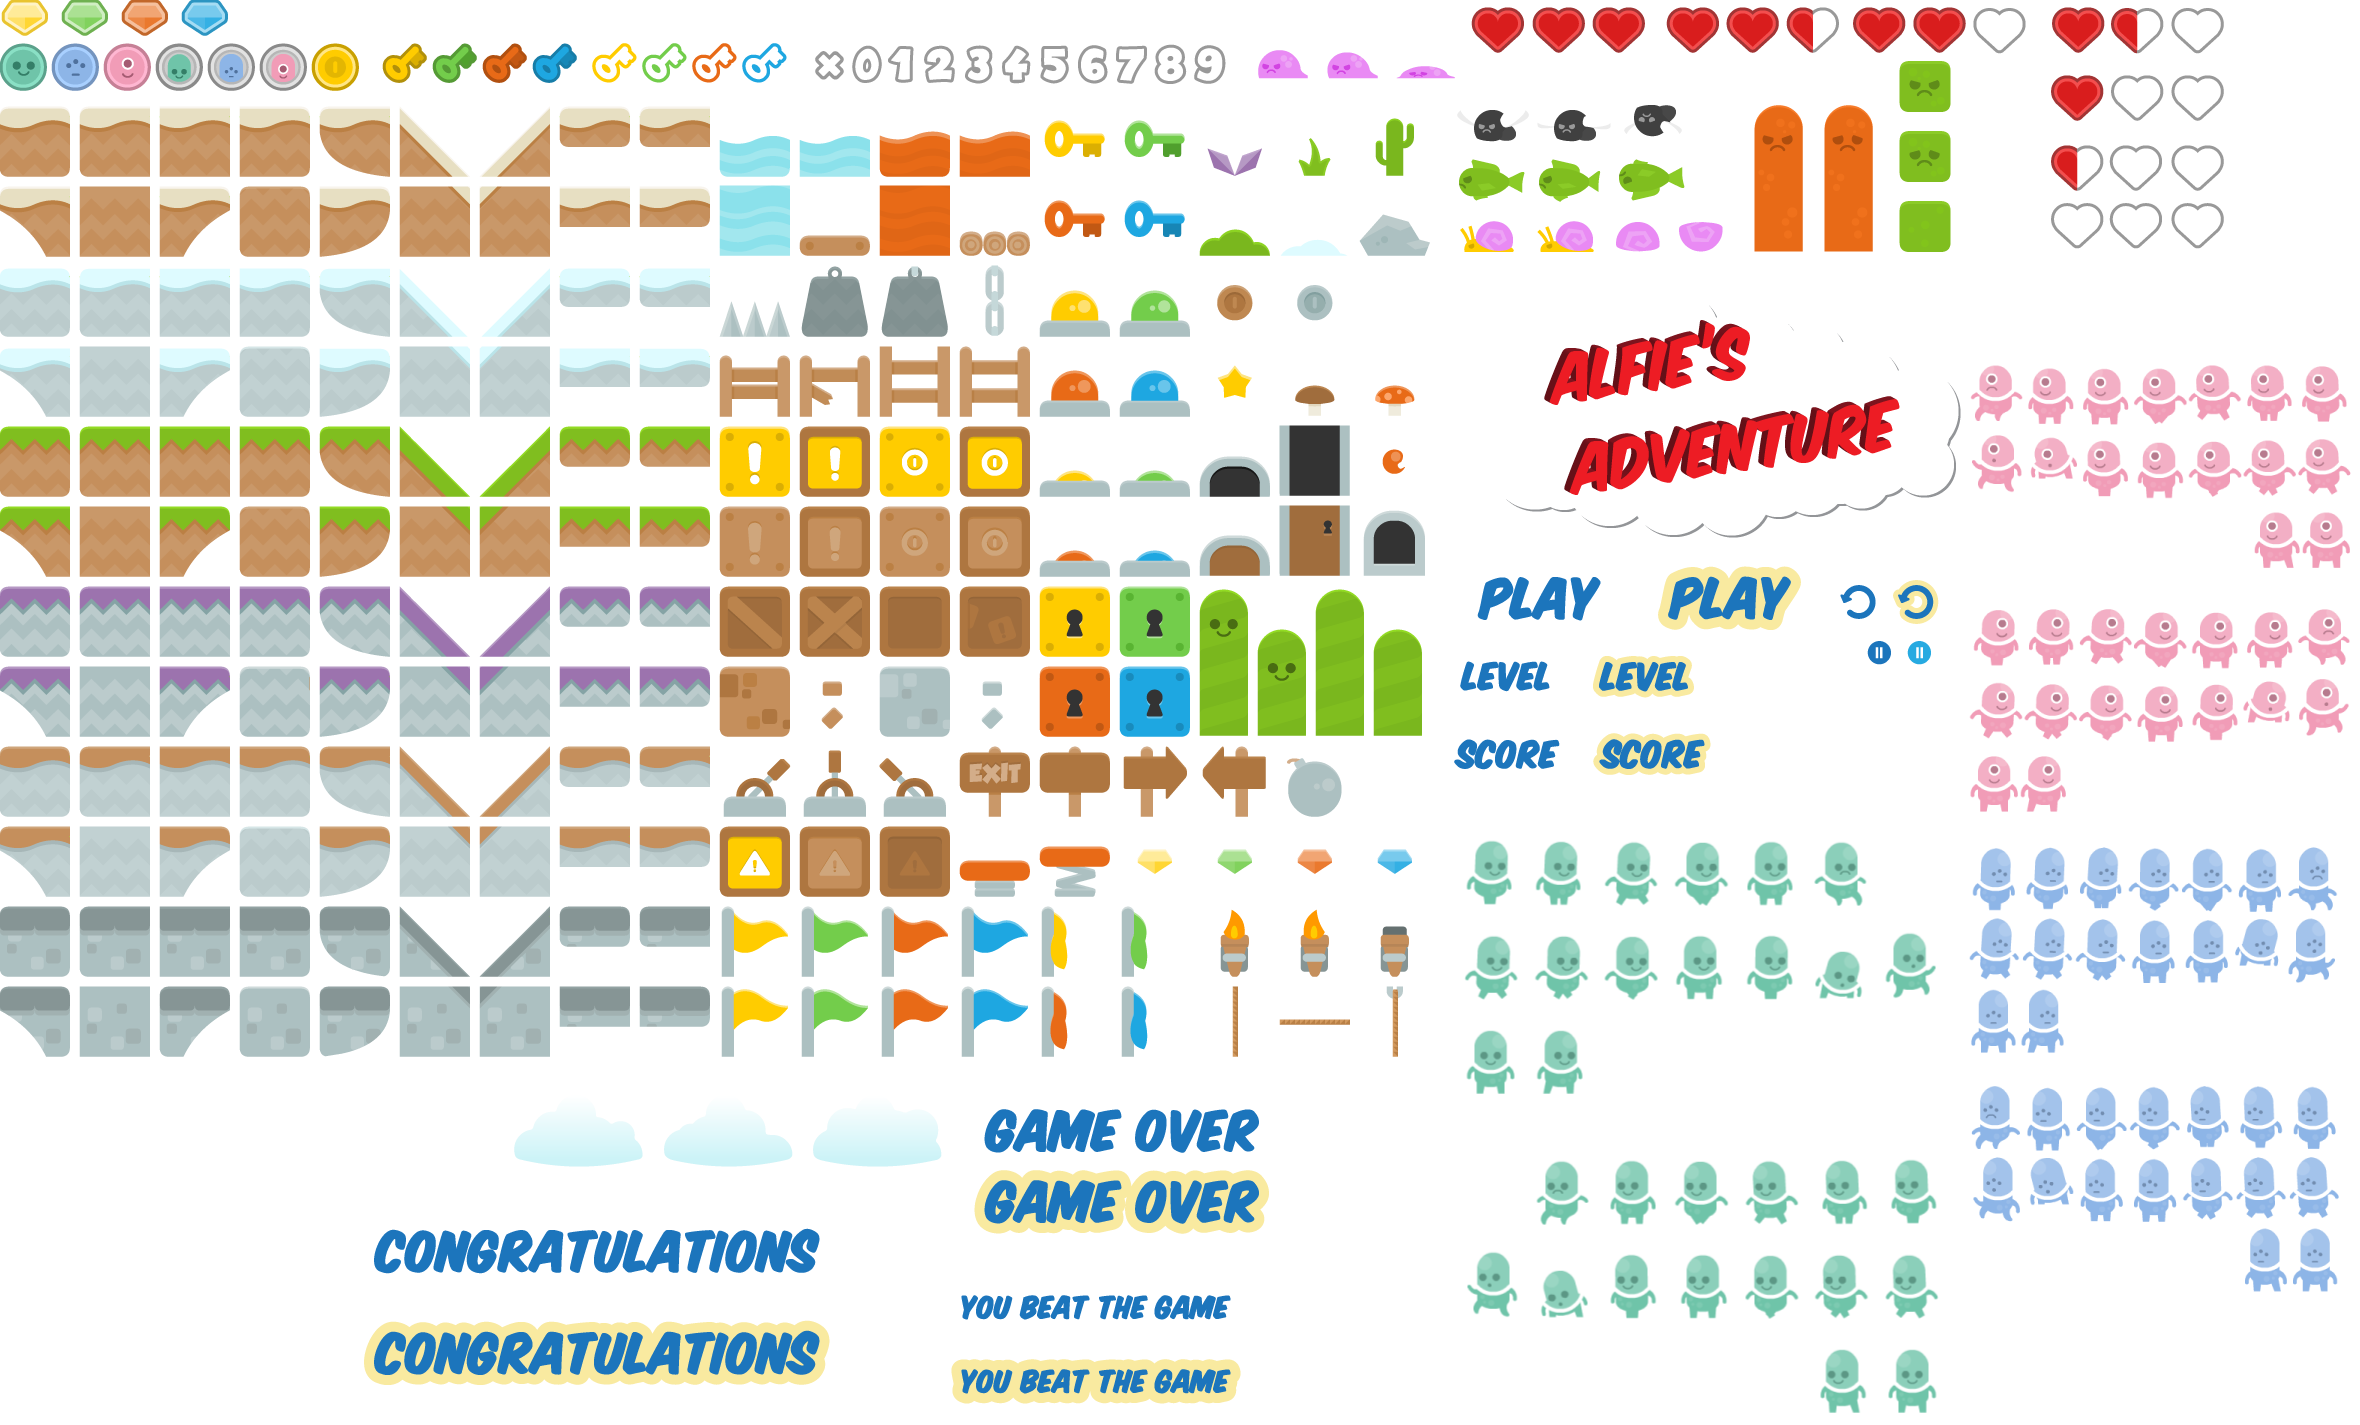 ×0123456789
ALFIE'S
ADVENTURE
PLAY PLAY
LEVEL LEVEL
SCORE SCORE
EXIT
GAME OVER
GAME OVER
CONGRATULATIONS
YOU BEAT THE GAME
CONGRATULATIONS
YOU BEAT THE GAME